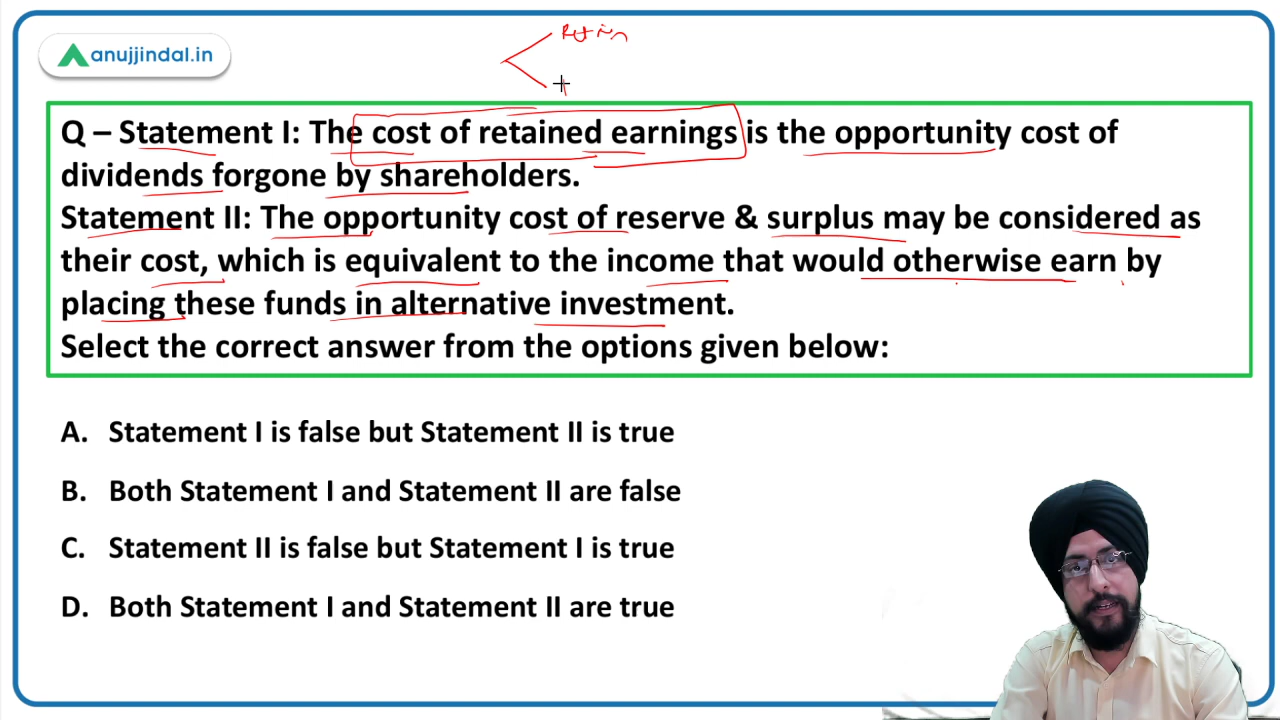 anujjindal.in
Q – Statement I: The cost of retained earnings is the opportunity cost of
dividends forgone by shareholders.
Statement II: The opportunity cost of reserve & surplus may be considered as
their cost, which is equivalent to the income that would otherwise earn by
placing these funds in alternative investment.
Select the correct answer from the options given below:
A. Statement I is false but Statement II is true
B. Both Statement I and Statement II are false
C. Statement II is false but Statement I is true
D. Both Statement I and Statement II are true